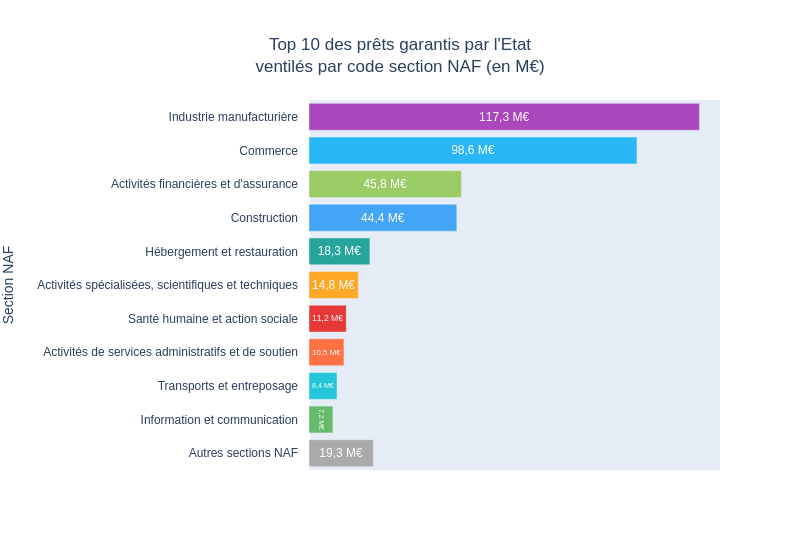 Top 10 des prêts garantis par l'Etat
ventilés par code section NAF (en M€)
Section NAF
Industrie manufacturière 117,3 M€
Commerce 98,6 M€
Activités financières et d'assurance 45,8 M€
Construction 44,4 M€
Hébergement et restauration 18,3 M€
Activités spécialisées, scientifiques et techniques 14,8 M€
Santé humaine et action sociale 11,2 M€
Activités de services administratifs et de soutien 10,5 M€
Transports et entreposage 8,4 M€
Information et communication 7,2 M€
Autres sections NAF 19,3 M€